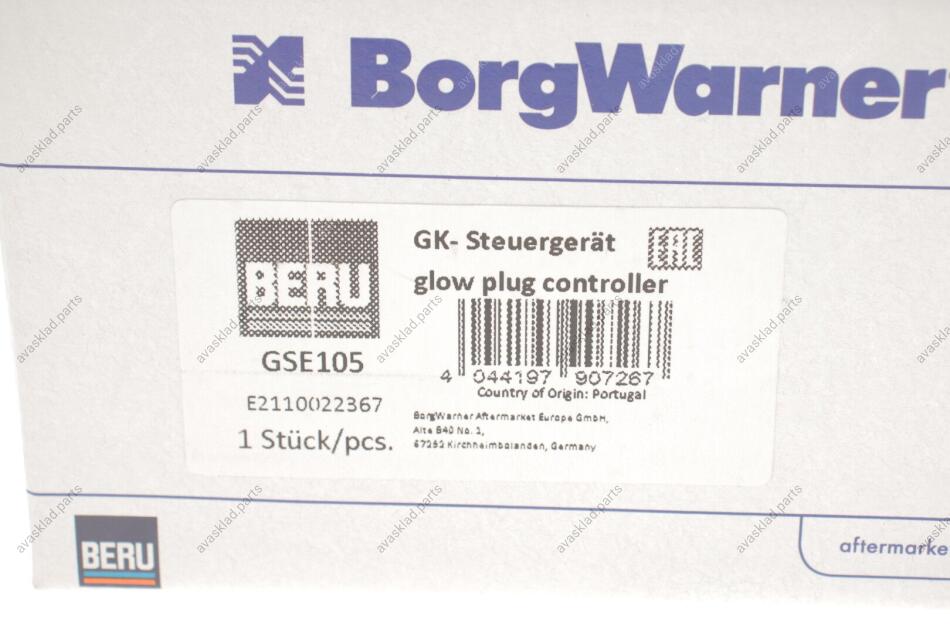 BorgWarner
BERU
GK- Steuergerät
EAC
glow plug controller
GSE105
4 044197 907267
Country of Origin: Portugal
E2110022367
BorgWarner Aftermarket Europe GmbH,
1 Stück/pcs.
Alte B40 No. 2,
67292 Kirchheimbolanden, Germany
BERU
aftermarke
avasklad.parts